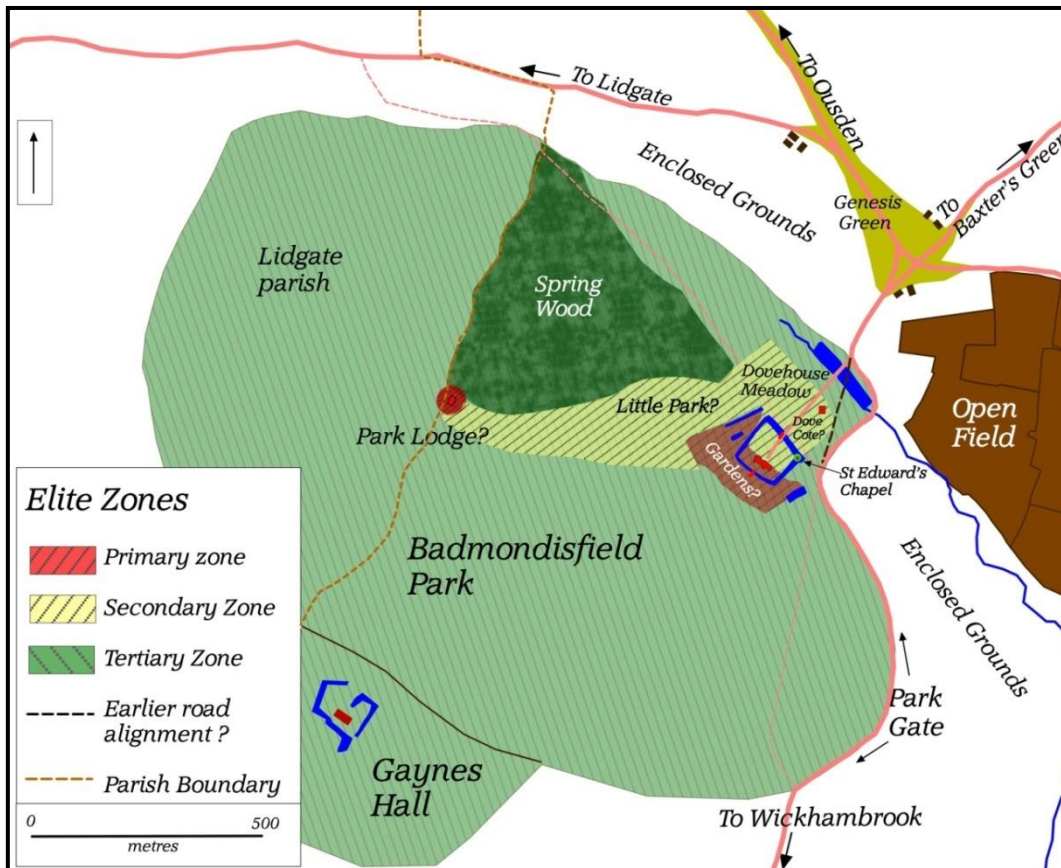 To Lidgate
To Ousden
Enclosed Grounds
Genesis
Green
To
Baxter's Green
Lidgate
parish
Spring
Wood
Dovehouse
Meadow
Little Park?
Dove
Cote?
Open
Field
Park Lodge?
Gardens?
St Edward's
Chapel
Elite Zones
Primary zone
Secondary Zone
Tertiary Zone
Earlier road
alignment ?
Parish Boundary
0 500
metres
Badmondisfield
Park
Enclosed Grounds
Park
Gate
Gaynes
Hall
To Wickhambrook